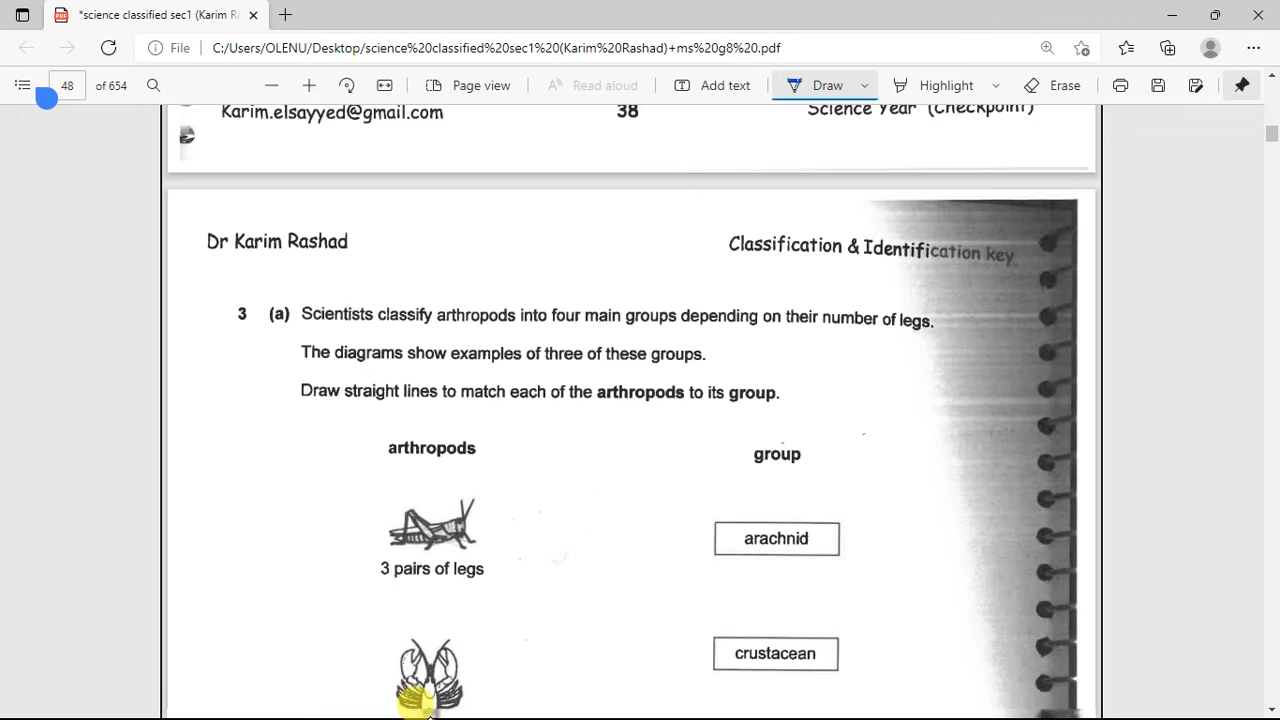 *science classified sec1 (Karim Ra
File
C:/Users/OLENU/Desktop/science%20classified%20sec1%20(Karim%20Rashad)+ms%20g8%20.pdf
48 of 654
Page view
Read aloud
Add text
Draw
Highlight
Erase
Karim.elsayyed@gmail.com 38 Science Year (Checkpoint)
Dr Karim Rashad Classification & Identification key
3 (a) Scientists classify arthropods into four main groups depending on their number of legs.
The diagrams show examples of three of these groups.
Draw straight lines to match each of the arthropods to its group.
arthropods group
arachnid
3 pairs of legs
crustacean